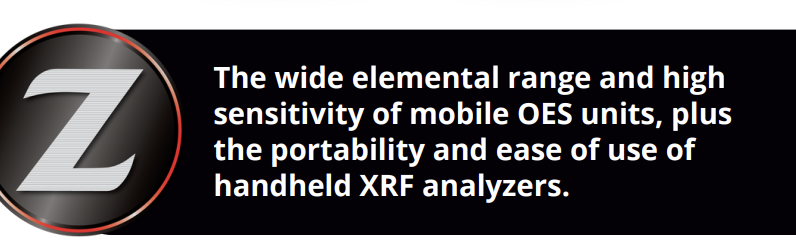 Z
The wide elemental range and high
sensitivity of mobile OES units, plus
the portability and ease of use of
handheld XRF analyzers.